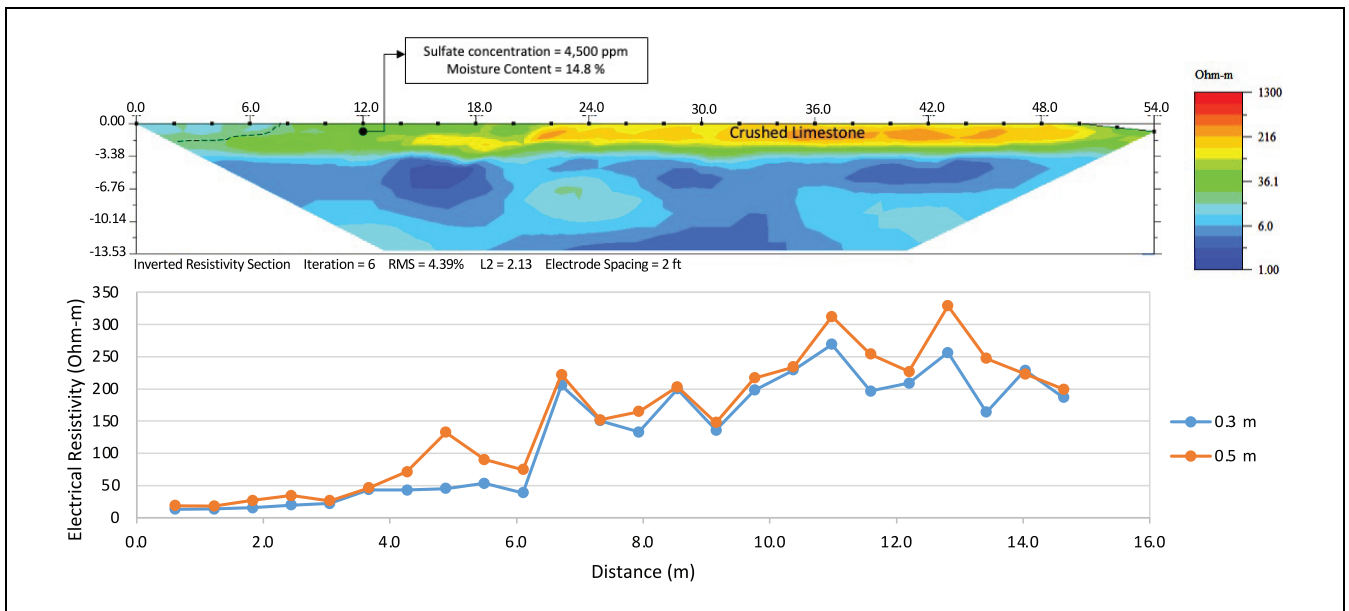 Sulfate concentration = 4,500 ppm
Moisture Content = 14.8 %
Ohm-m
0.0 6.0 12.0 18.0 24.0 30.0 36.0 42.0 48.0 54.0
0.00
-3.38
-6.76
-10.14
-13.53
Crushed Limestone
1300
216
36.1
6.0
1.00
Inverted Resistivity Section Iteration = 6 RMS = 4.39% L2 = 2.13 Electrode Spacing = 2 ft
Electrical Resistivity (Ohm-m)
350
300
250
200
150
100
50
0
0.0 2.0 4.0 6.0 8.0 10.0 12.0 14.0 16.0
Distance (m)
0.3 m
0.5 m